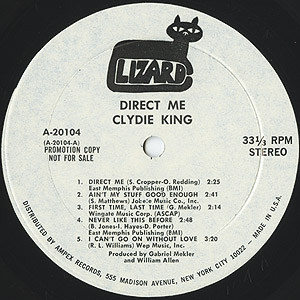 LIZARD
DIRECT ME
CLYDIE KING
A-20104
(A-20104-A)
PROMOTION COPY
NOT FOR SALE
33⅓ RPM
STEREO
1 DIRECT ME (S. Cropper-O. Redding) 2:25
East Memphis Publishing (BMI)
2 AIN'T MY STUFF GOOD ENOUGH
(S. Matthews) Jokeje Music Co., Inc. (BMI) 2:45
3 FIRST TIME, LAST TIME (G. Mekler) 2:55
Wingate Music Corp. (ASCAP)
4 NEVER LIKE THIS BEFORE 2:48
(B. Jones-I. Hayes-D. Porter)
East Memphis Publishing (BMI)
5 I CAN'T GO ON WITHOUT LOVE 3:20
(R. L. Williams) Wep Music, Inc. (BMI)
Produced by Gabriel Mekler
and William Allen
DISTRIBUTED BY AMPEX RECORDS, 555 MADISON AVENUE, NEW YORK CITY 10022 • MADE IN U.S.A.